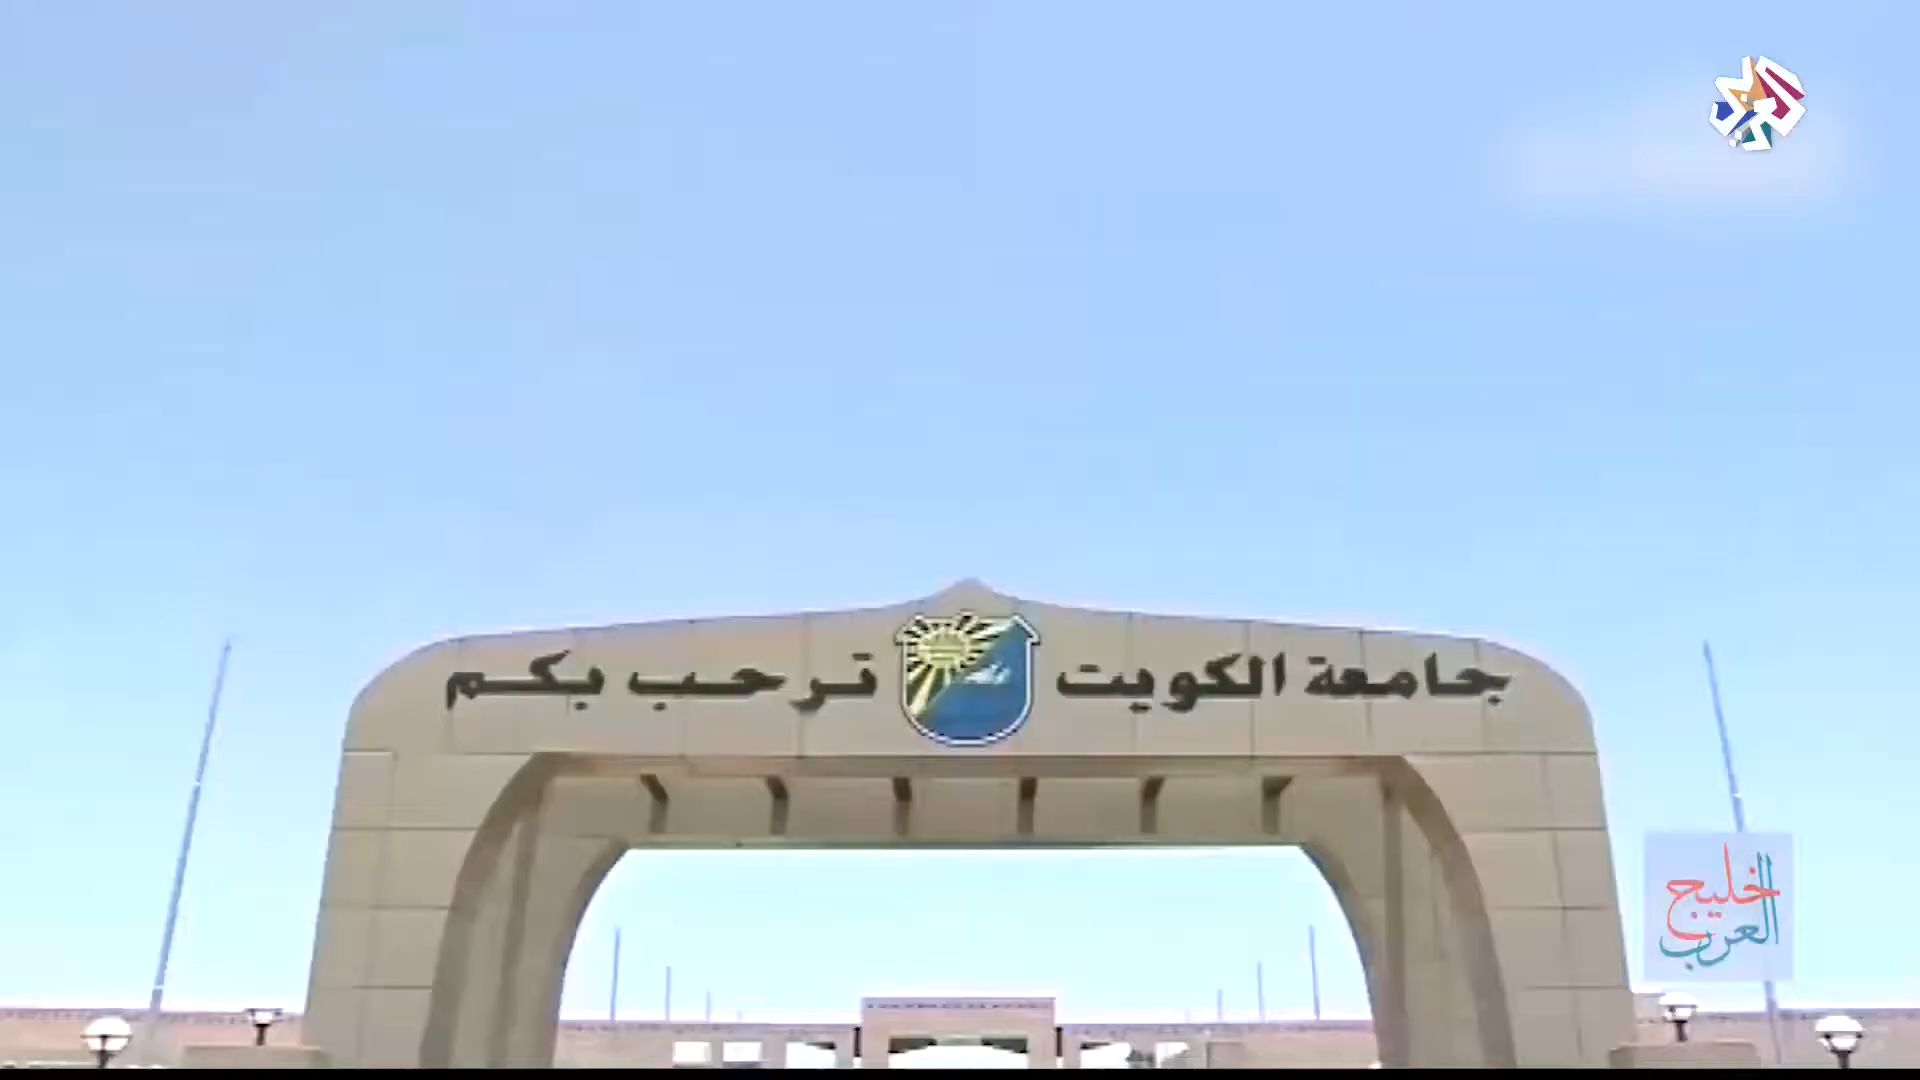 جامعة الكويت ترحب بكم
خليج
العرب